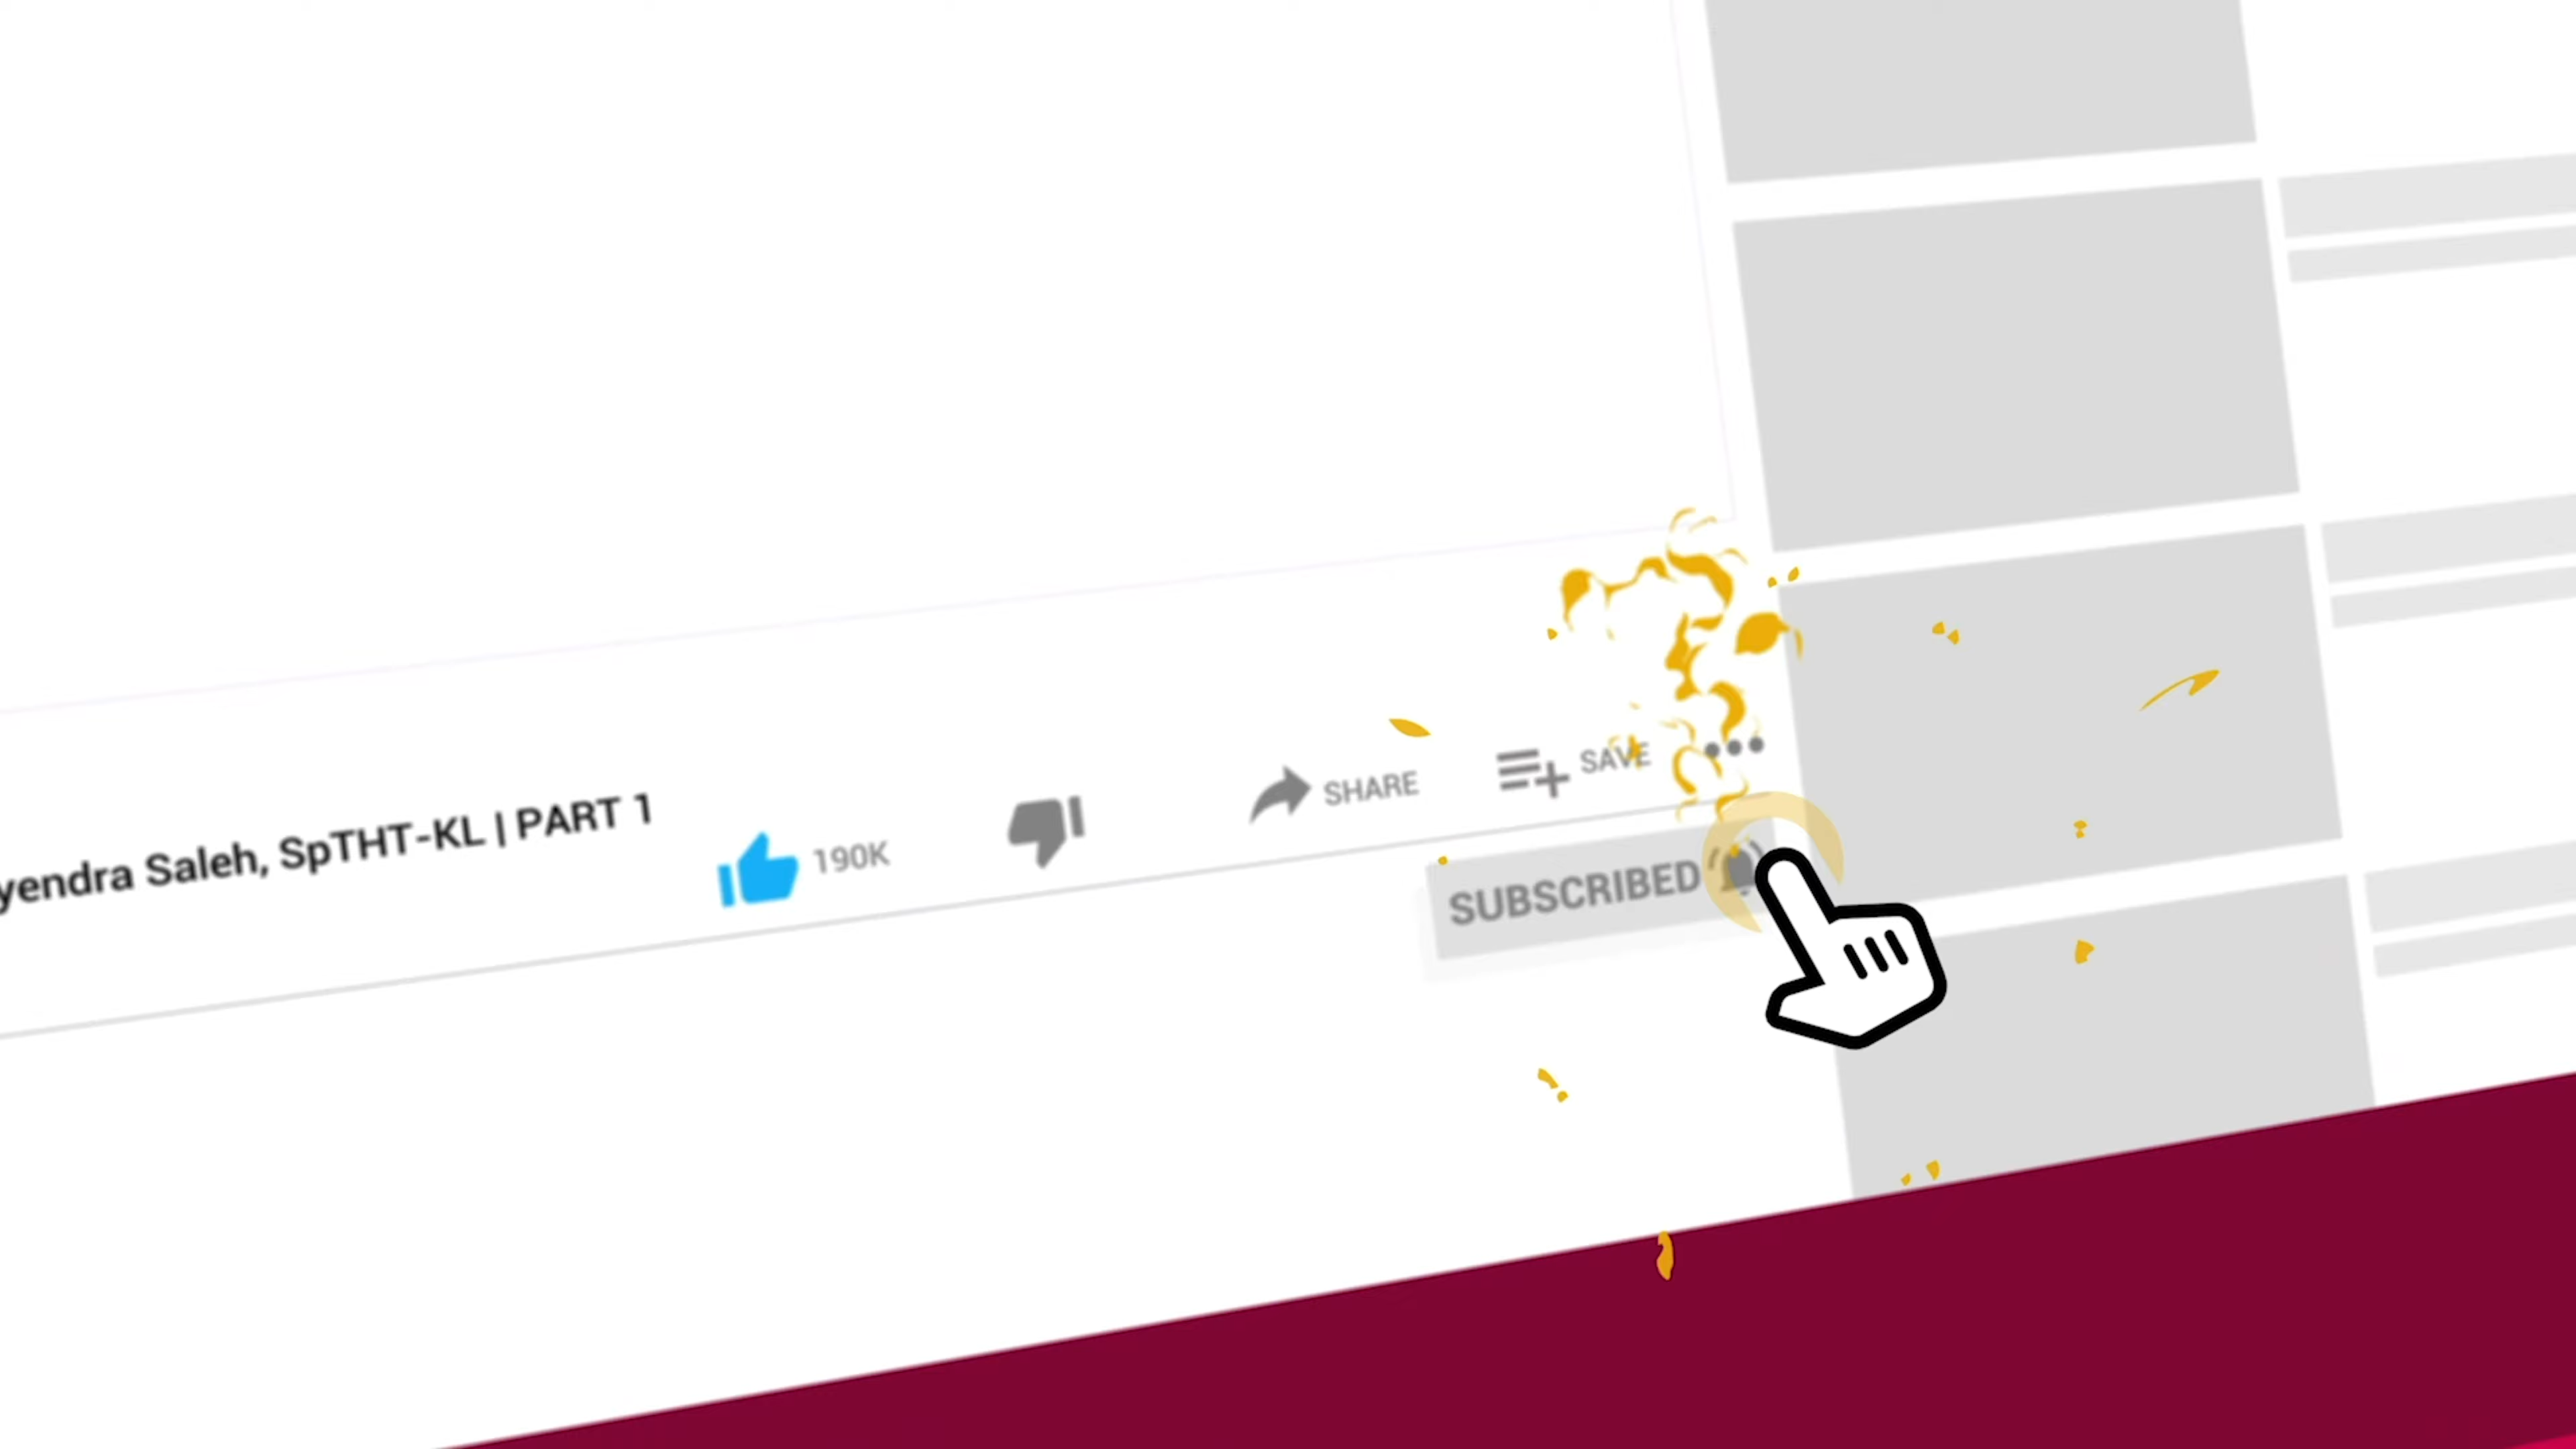 yendra Saleh, SpTHT-KL | PART 1
190K
SHARE
SAVE
SUBSCRIBED